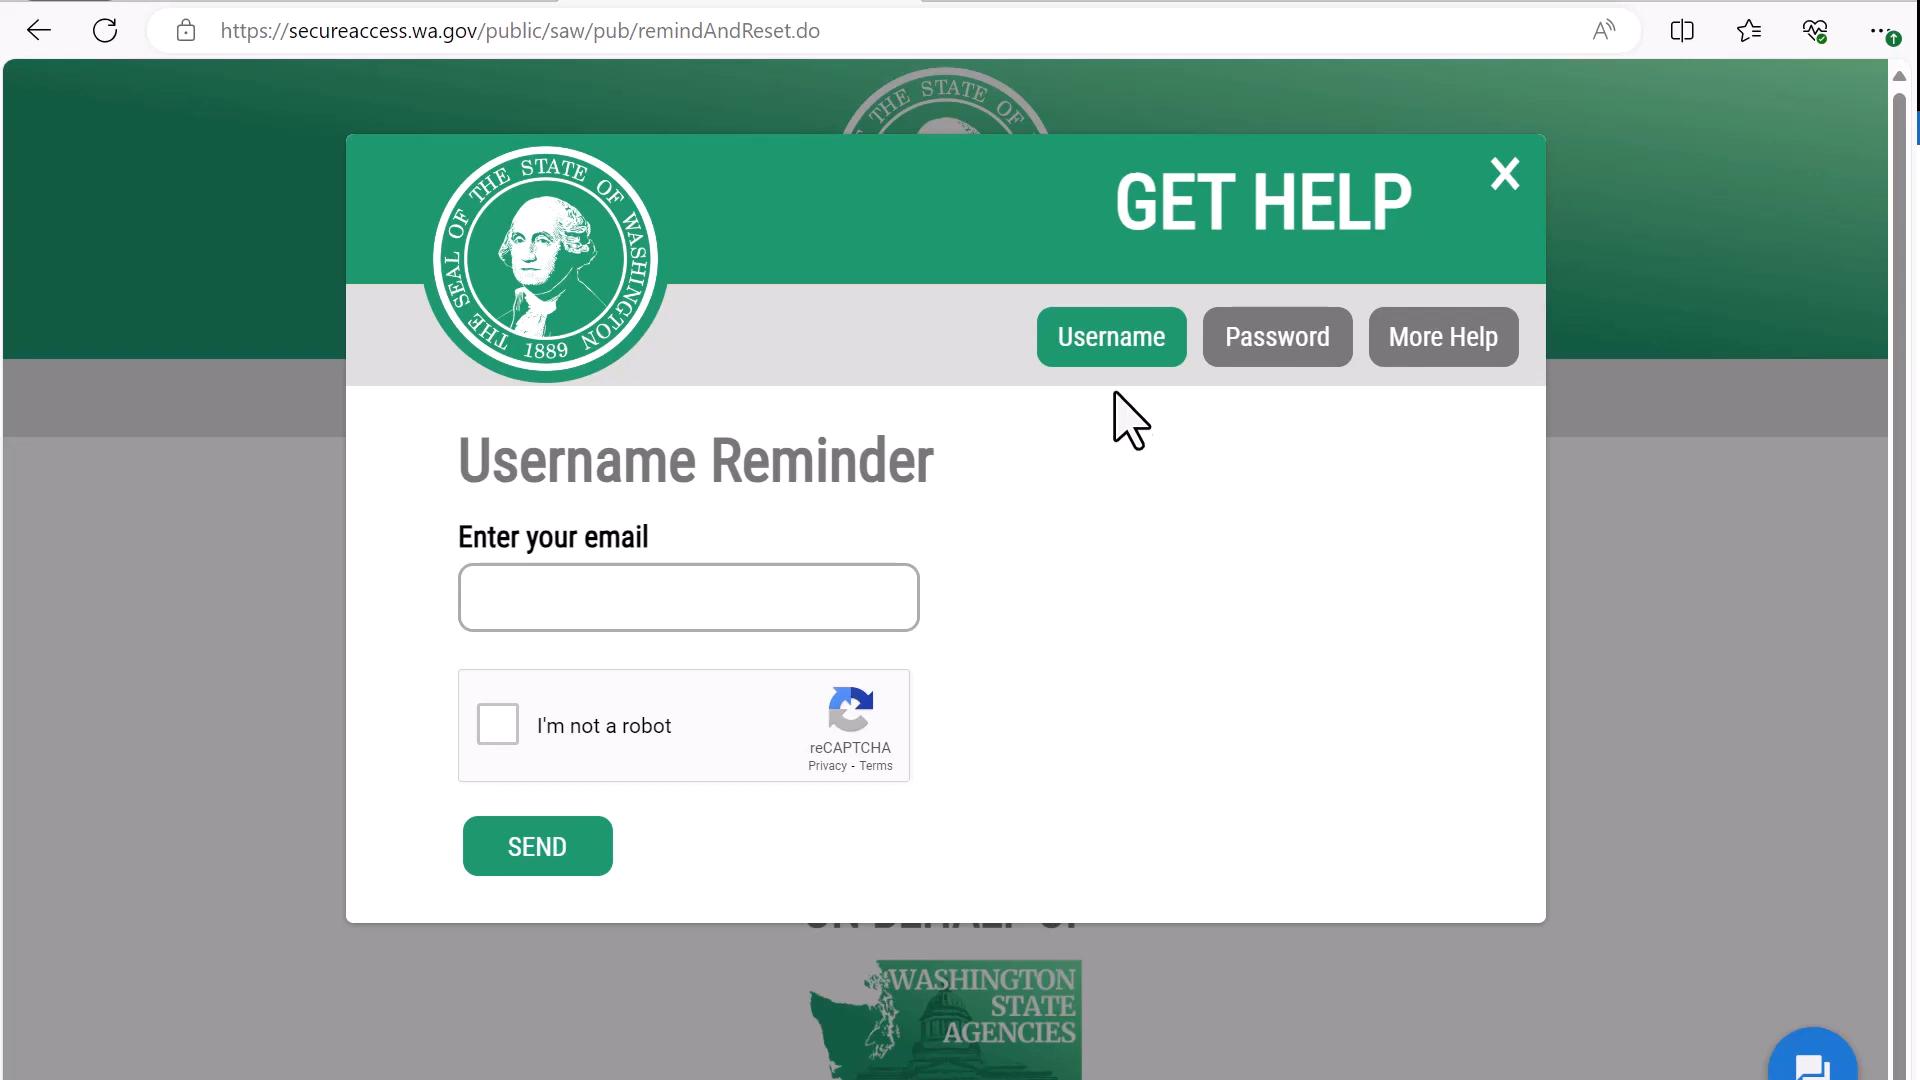 https://secureaccess.wa.gov/public/saw/pub/remindAndReset.do
THE STATE OF
THE SEAL OF THE STATE OF WASHINGTON
1889
GET HELP
X
Username
Password
More Help
Username Reminder
Enter your email
I'm not a robot
reCAPTCHA
Privacy - Terms
SEND
WASHINGTON
STATE
AGENCIES